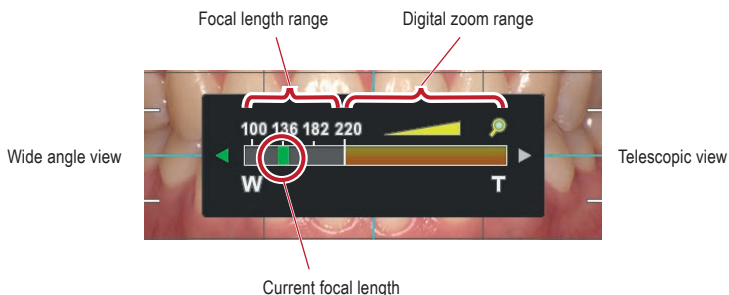 Focal length range
Digital zoom range
100 136 182 220
Wide angle view
Telescopic view
W
T
Current focal length